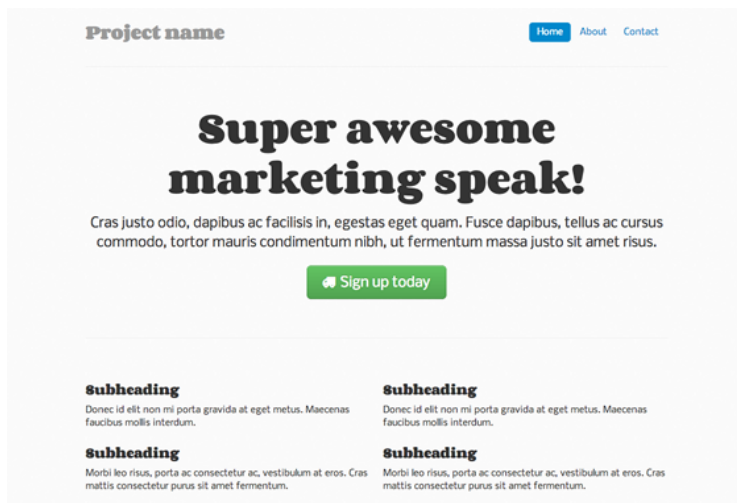 Project name
Home About Contact
Super awesome
marketing speak!
Cras justo odio, dapibus ac facilisis in, egestas eget quam. Fusce dapibus, tellus ac cursus
commodo, tortor mauris condimentum nibh, ut fermentum massa justo sit amet risus.
Sign up today
Subheading
Donec id elit non mi porta gravida at eget metus. Maecenas
faucibus mollis interdum.
Subheading
Morbi leo risus, porta ac consectetur ac, vestibulum at eros. Cras
mattis consectetur purus sit amet fermentum.
Subheading
Donec id elit non mi porta gravida at eget metus. Maecenas
faucibus mollis interdum.
Subheading
Morbi leo risus, porta ac consectetur ac, vestibulum at eros. Cras
mattis consectetur purus sit amet fermentum.